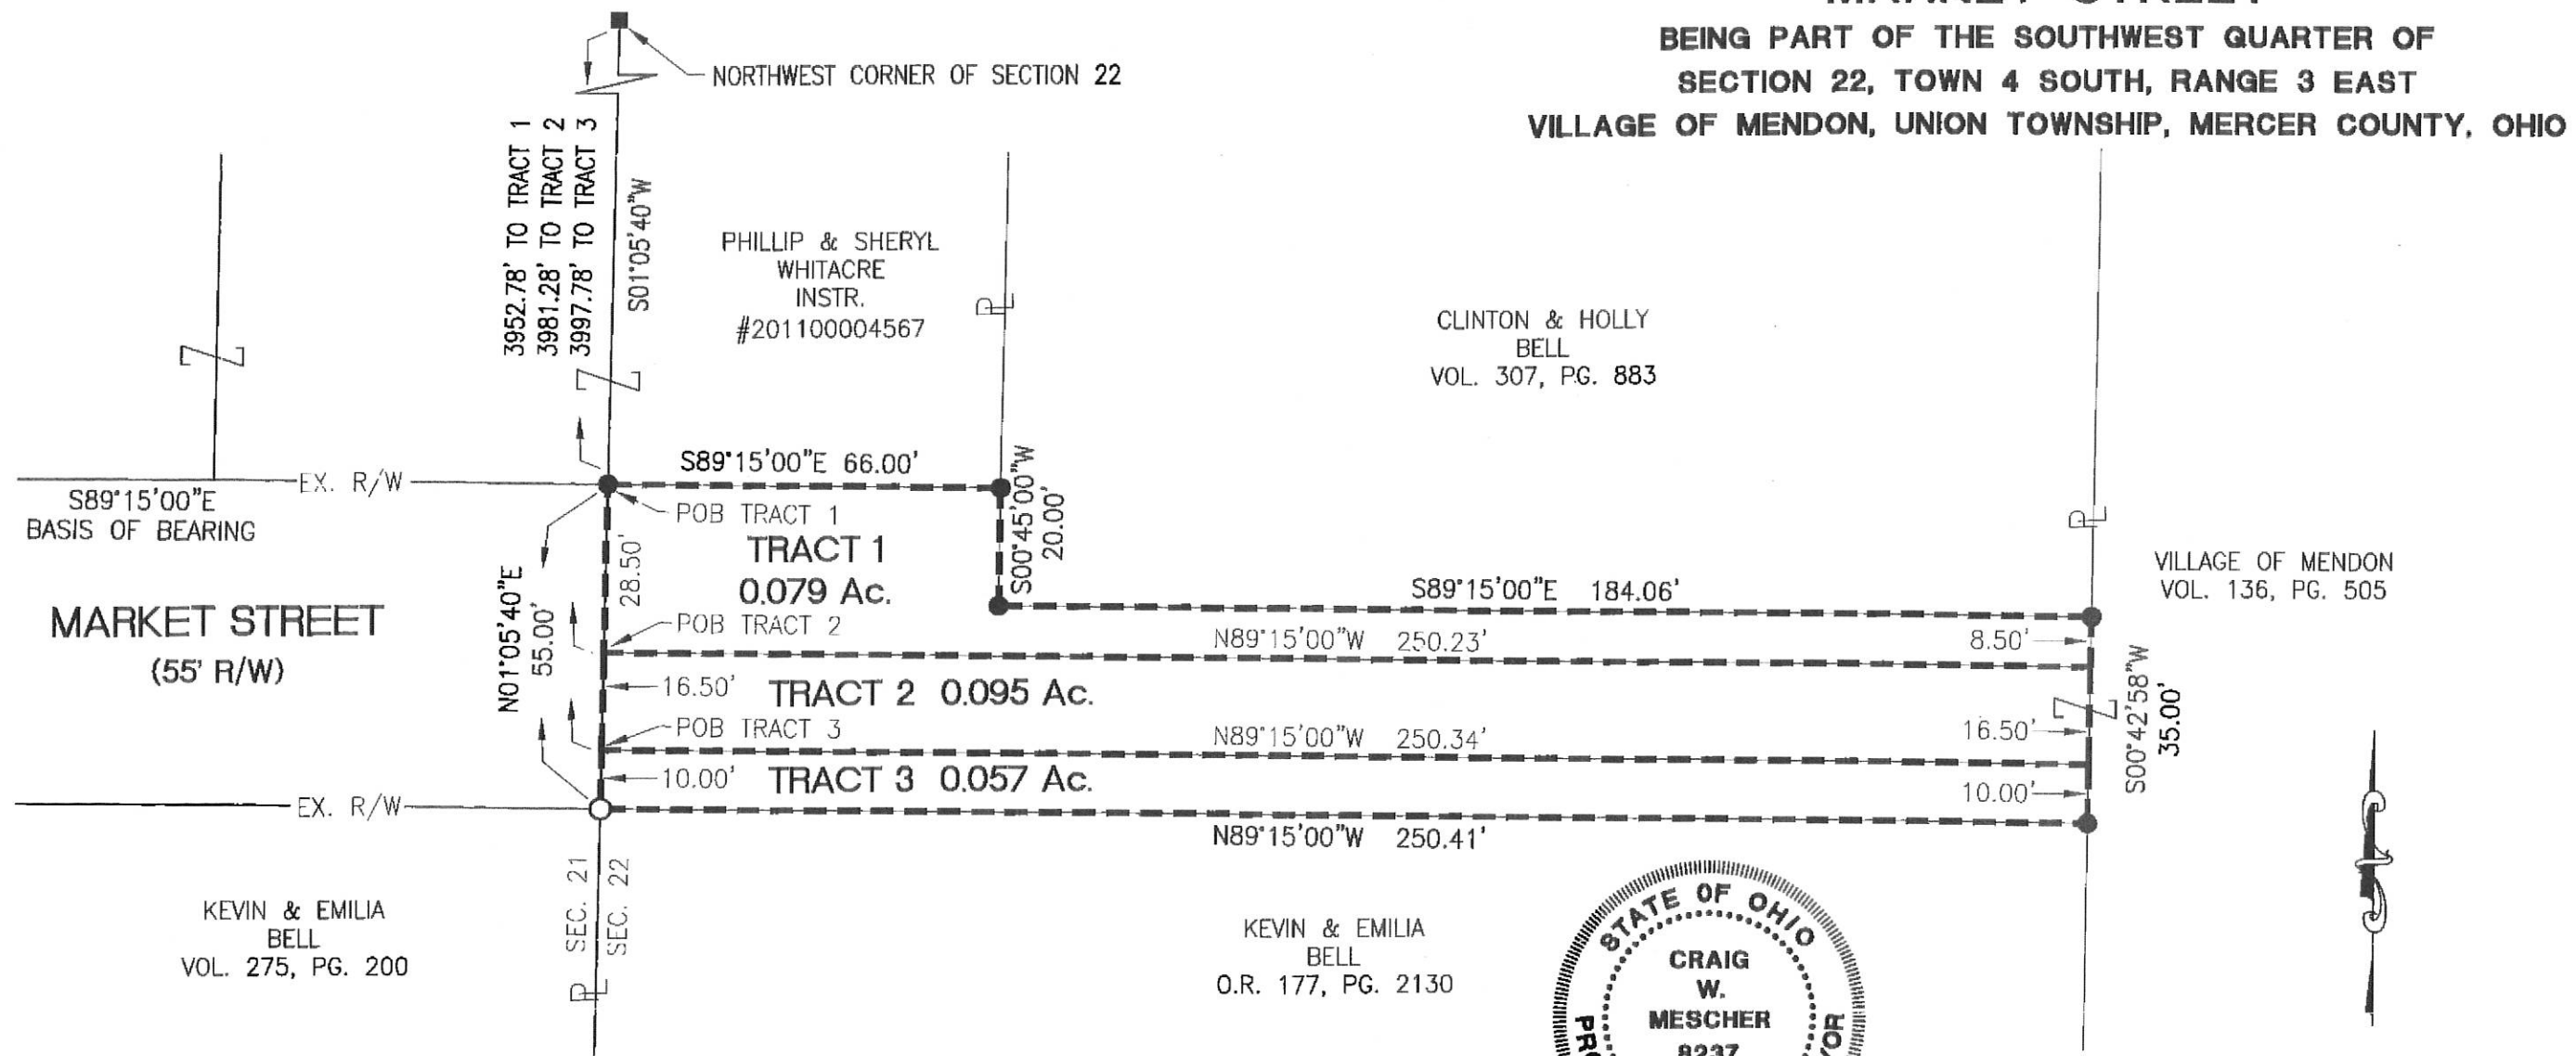 BEING PART OF THE SOUTHWEST QUARTER OF
SECTION 22, TOWN 4 SOUTH, RANGE 3 EAST
VILLAGE OF MENDON, UNION TOWNSHIP, MERCER COUNTY, OHIO
NORTHWEST CORNER OF SECTION 22
3952.78' TO TRACT 1
3981.28' TO TRACT 2
3997.78' TO TRACT 3
S01°05'40"W
PHILLIP & SHERYL
WHITACRE
INSTR.
#201100004567
CLINTON & HOLLY
BELL
VOL. 307, PG. 883
EX. R/W
S89°15'00"E
BASIS OF BEARING
S89°15'00"E 66.00'
POB TRACT 1
TRACT 1
0.079 Ac.
28.50'
S00°45'00"W
20.00'
S89°15'00"E 184.06'
VILLAGE OF MENDON
VOL. 136, PG. 505
MARKET STREET
(55' R/W)
N01°05'40"E
55.00'
POB TRACT 2
N89°15'00"W 250.23'
8.50'
16.50'
TRACT 2 0.095 Ac.
POB TRACT 3
N89°15'00"W 250.34'
16.50'
S00°42'58"W
35.00'
10.00'
TRACT 3 0.057 Ac.
10.00'
EX. R/W
N89°15'00"W 250.41'
SEC. 21
SEC. 22
KEVIN & EMILIA
BELL
VOL. 275, PG. 200
KEVIN & EMILIA
BELL
O.R. 177, PG. 2130
STATE OF OHIO
CRAIG
W.
MESCHER
8237